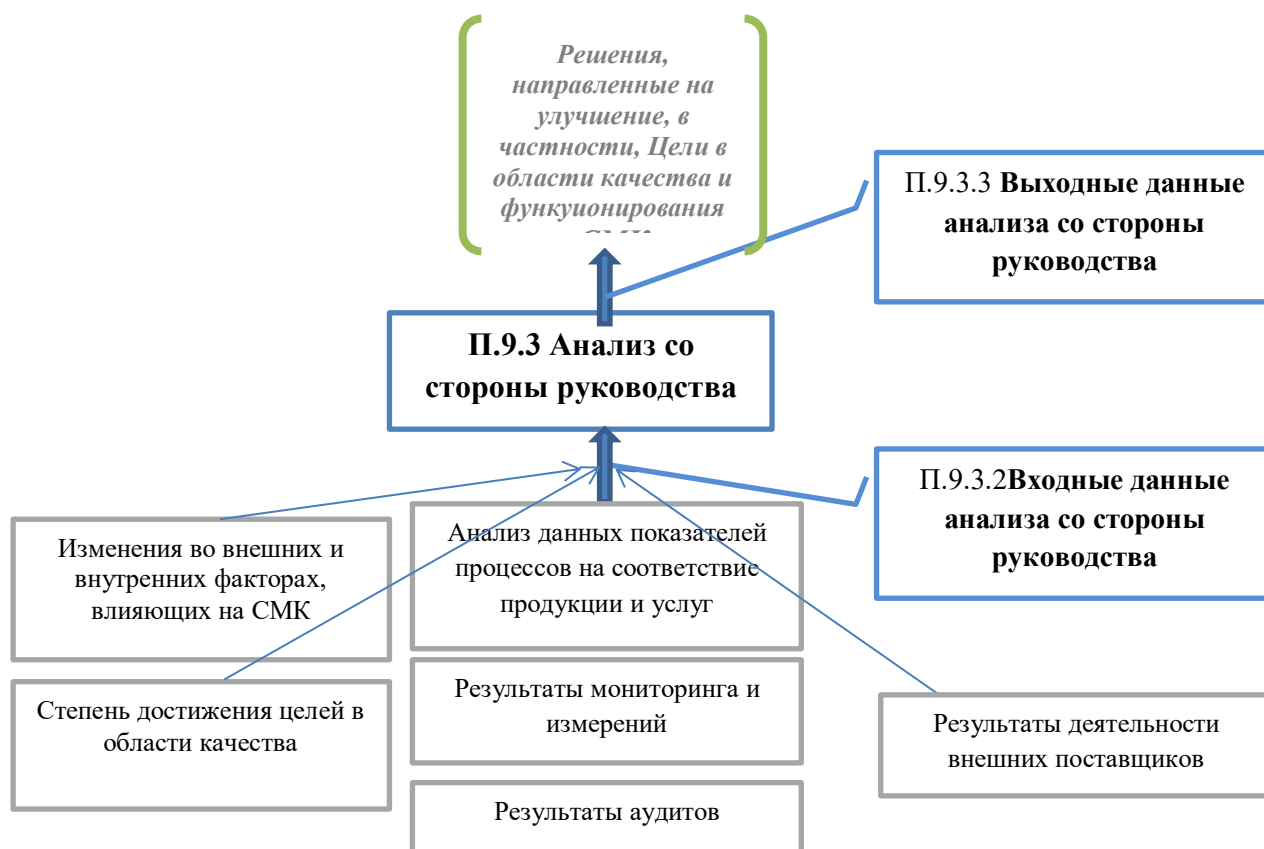 Решения,
направленные на
улучшение, в
частности, Цели в
области качества и
функуионирования
П.9.3.3 Выходные данные
анализа со стороны
руководства
П.9.3 Анализ со
стороны руководства
П.9.3.2Входные данные
анализа со стороны
руководства
Изменения во внешних и
внутренних факторах,
влияющих на СМК
Анализ данных показателей
процессов на соответствие
продукции и услуг
Степень достижения целей в
области качества
Результаты мониторинга и
измерений
Результаты деятельности
внешних поставщиков
Результаты аудитов